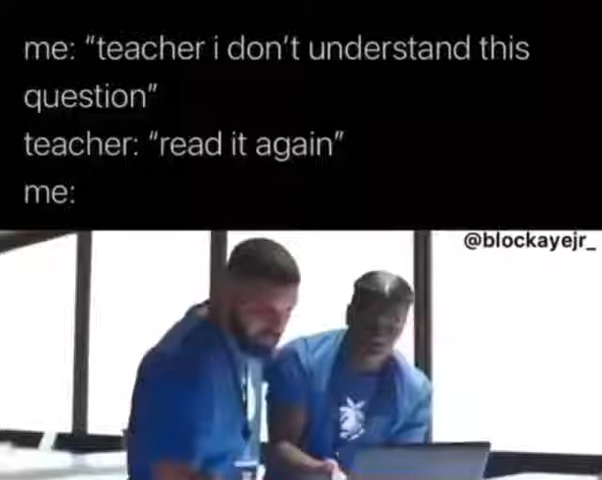 me: “teacher i don’t understand this
question”
teacher: “read it again”
me:
@blockayejr_